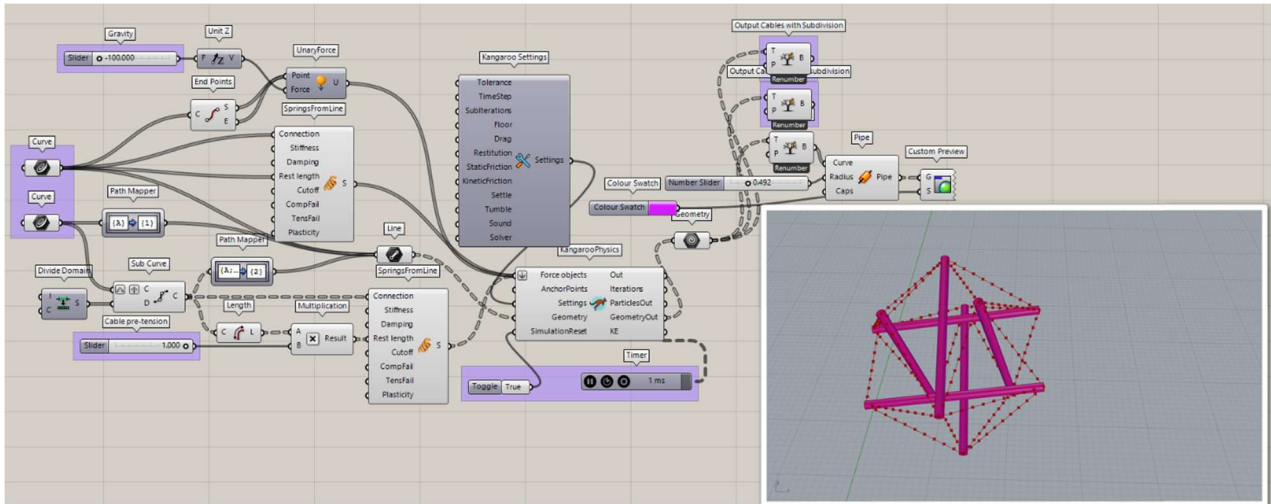 Gravity
Slider -100.000
Unit Z
F V
End Points
C S
E
UnaryForce
Point U
Force
SpringsFromLine
Connection
Stiffness
Damping
Rest length
Cutoff S
CompFail
TensFail
Plasticity
Curve
Curve
Path Mapper
{λ} {1}
Divide Domain
I S
C
Sub Curve
C C
D
Path Mapper
{λ;... {2}
Line
Cable pre-tension
Slider 1.000
Length
C L
Multiplication
A Result
B
SpringsFromLine
Connection
Stiffness
Damping
Rest length
Cutoff S
CompFail
TensFail
Plasticity
Kangaroo Settings
Tolerance
TimeStep
SubIterations
Floor
Drag
Restitution Settings
StaticFriction
KineticFriction
Settle
Tumble
Sound
Solver
KangarooPhysics
Force objects Out
AnchorPoints Iterations
Settings ParticlesOut
Geometry GeometryOut
SimulationReset KE
Toggle True
Timer
1 ms
Colour Swatch
Colour Swatch
Number Slider 0.492
Geometry
Output Cables with Subdivision
T B
P
Renumber
Output Ca ubdivision
T B
P
Renumber
T B
P
Renumber
Pipe
Curve
Radius Pipe
Caps
Custom Preview
G
S